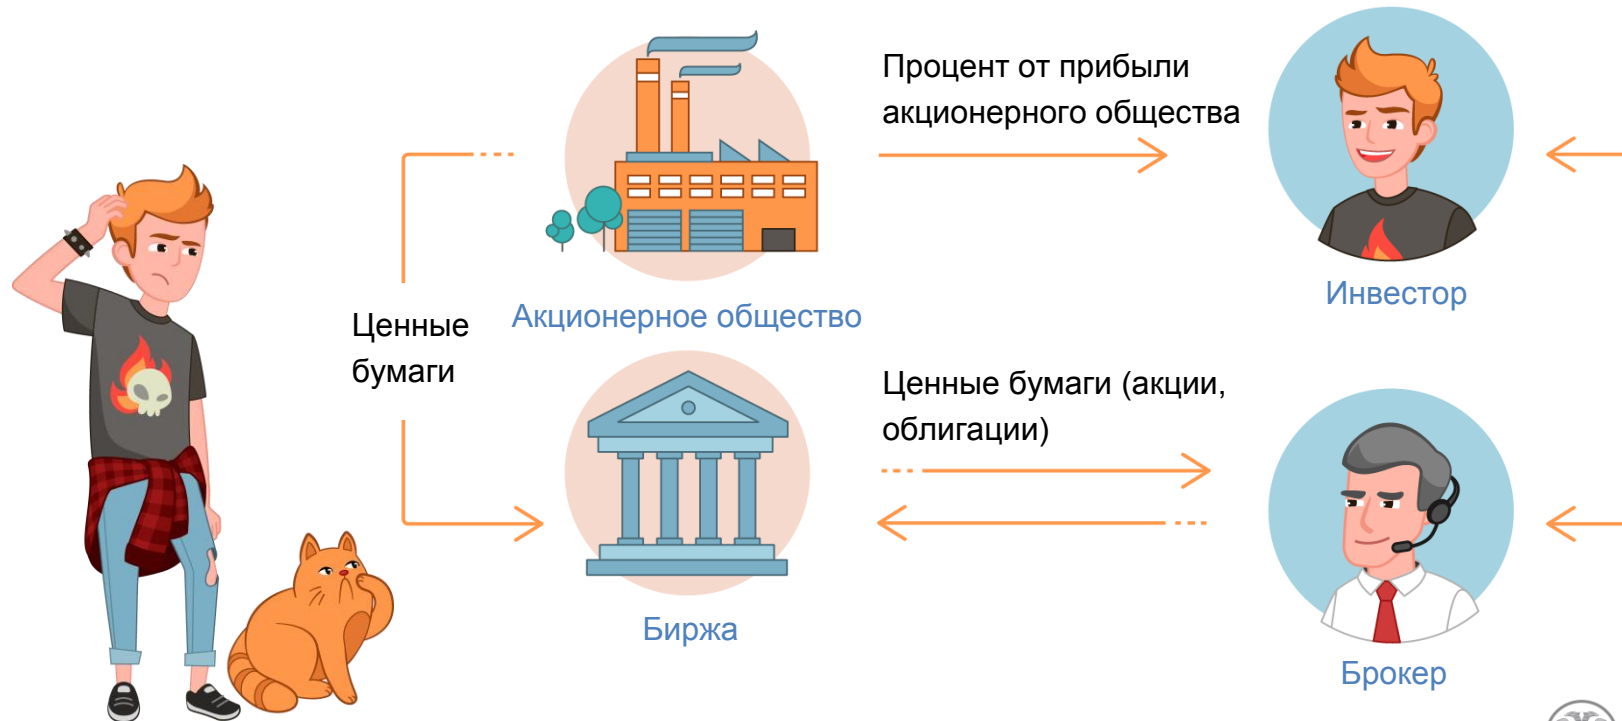 Процент от прибыли
акционерного общества
Инвестор
Акционерное общество
Ценные
бумаги
Ценные бумаги (акции,
облигации)
Биржа
Брокер